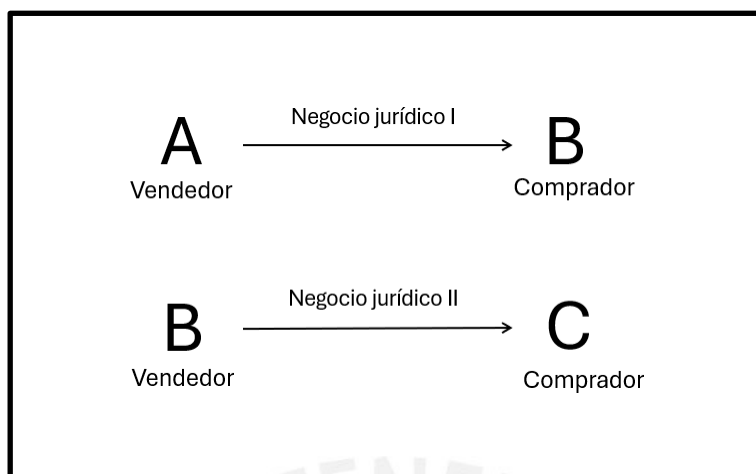 Negocio jurídico I
A
B
Vendedor
Comprador
Negocio jurídico II
B
C
Vendedor
Comprador